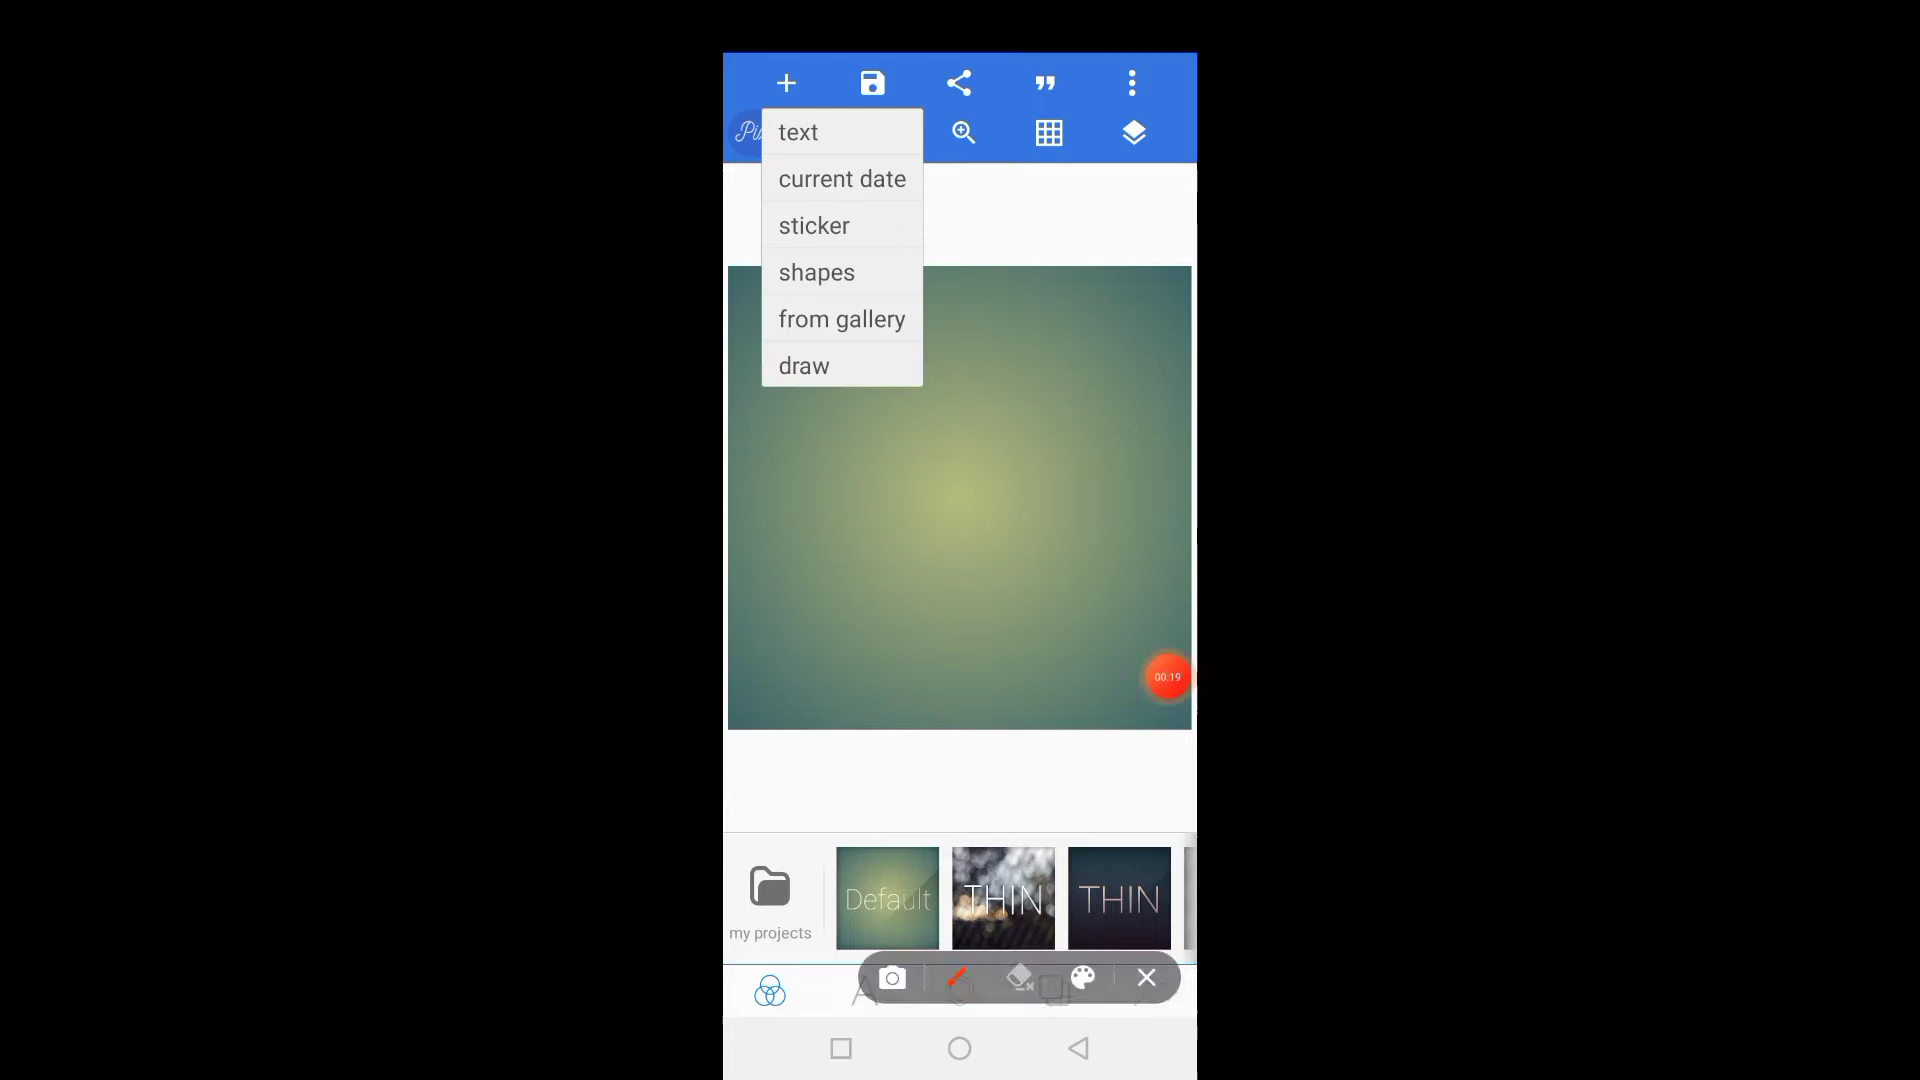 text
current date
sticker
shapes
from gallery
draw
00:19
my projects
Default
THIN
THIN